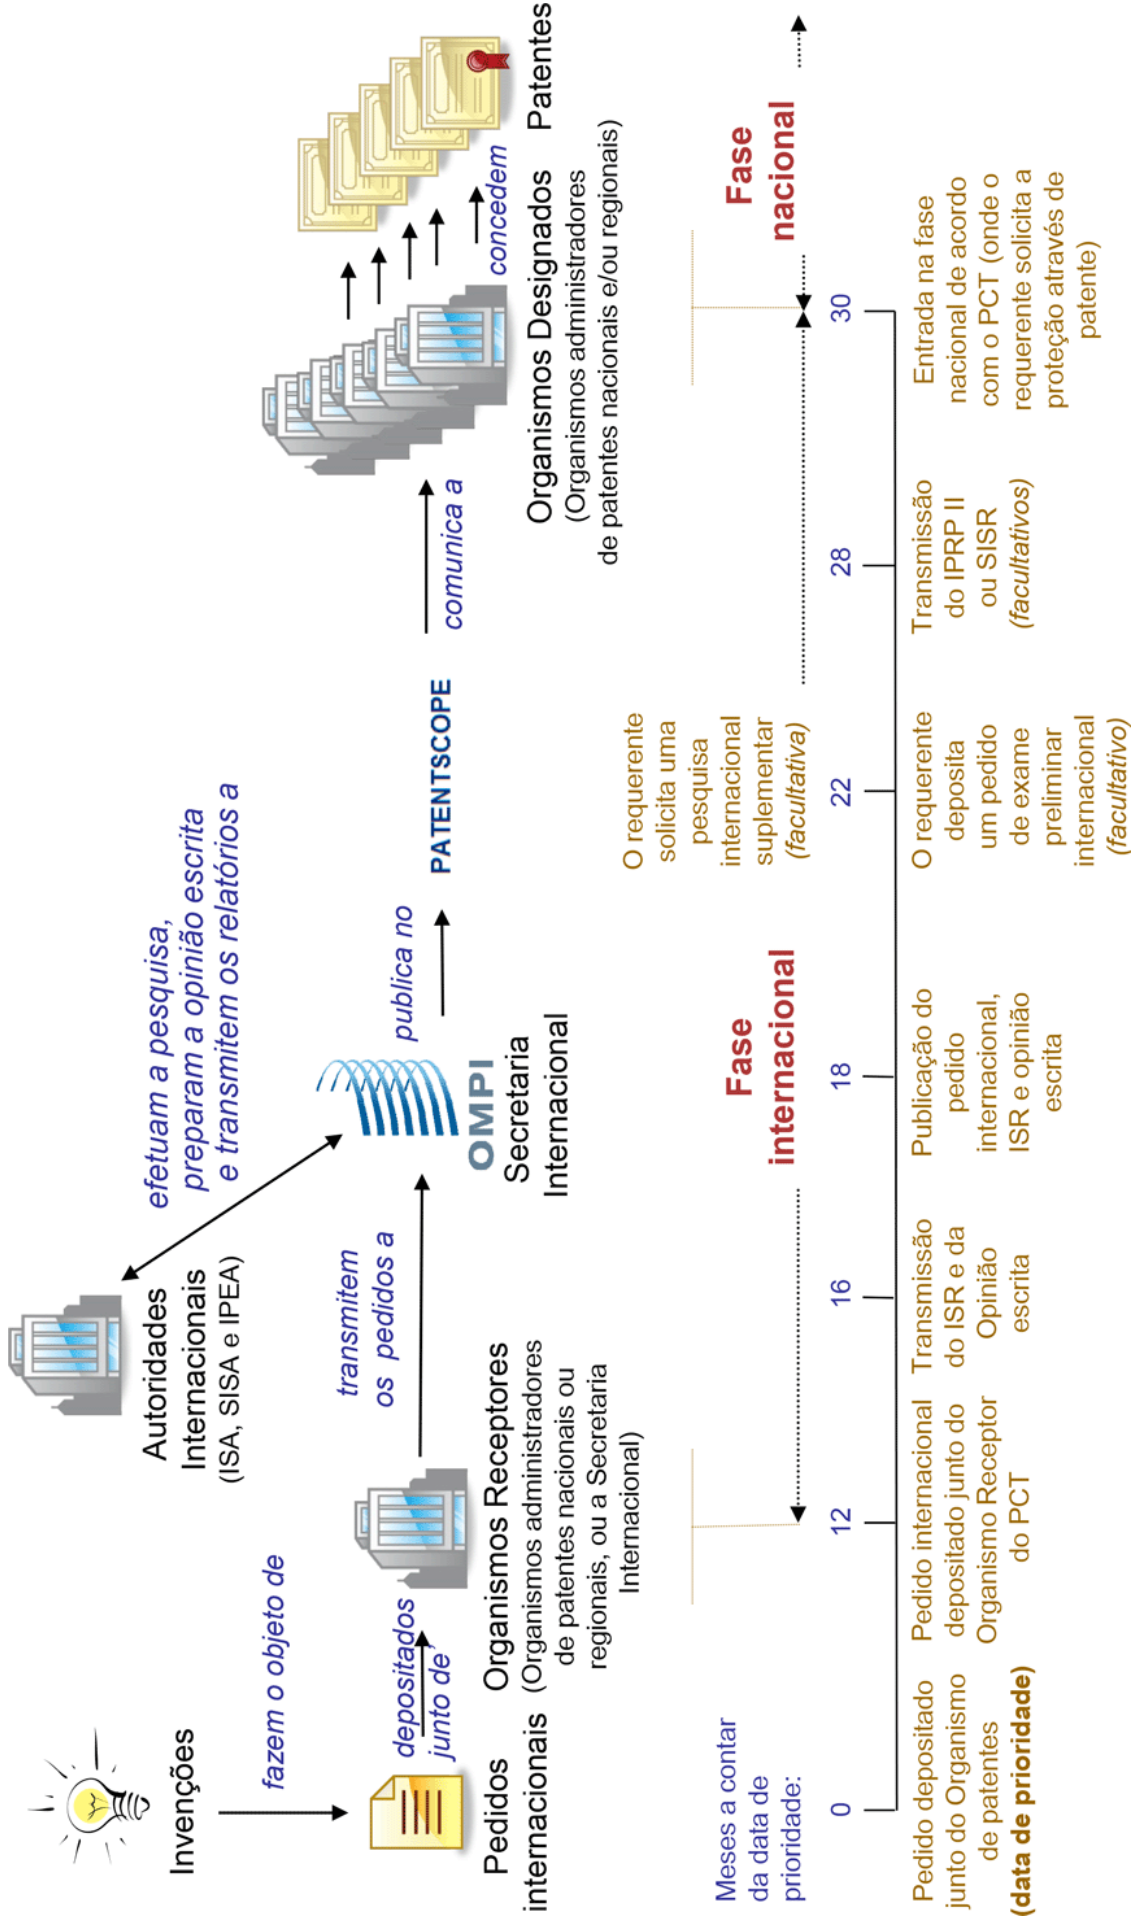 Invenções
fazem o objeto de
Pedidos
internacionais
depositados
junto de
Organismos Receptores
(Organismos administradores
de patentes nacionais ou
regionais, ou a Secretaria
Internacional)
transmitem
os pedidos a
Autoridades
Internacionais
(ISA, SISA e IPEA)
efetuam a pesquisa,
preparam a opinião escrita
e transmitem os relatórios a
OMPI
Secretaria
Internacional
publica no
PATENTSCOPE
comunica a
Organismos Designados
(Organismos administradores
de patentes nacionais e/ou regionais)
concedem
Patentes
Meses a contar
da data de
prioridade:
Fase
internacional
O requerente
solicita uma
pesquisa
internacional
suplementar
(facultativa)
Fase
nacional
0
12
16
18
22
28
30
Pedido depositado
junto do Organismo
de patentes
(data de prioridade)
Pedido internacional
depositado junto do
Organismo Receptor
do PCT
Transmissão
do ISR e da
Opinião
escrita
Publicação do
pedido
internacional,
ISR e opinião
escrita
O requerente
deposita
um pedido
de exame
preliminar
internacional
(facultativo)
Transmissão
do IPRP II
ou SISR
(facultativos)
Entrada na fase
nacional de acordo
com o PCT (onde o
requerente solicita a
proteção através de
patente)